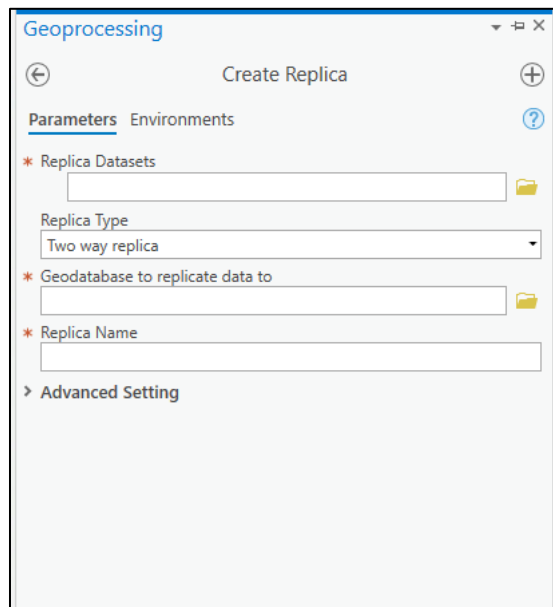 Geoprocessing
Create Replica
Parameters Environments
* Replica Datasets
Replica Type
Two way replica
* Geodatabase to replicate data to
* Replica Name
Advanced Setting